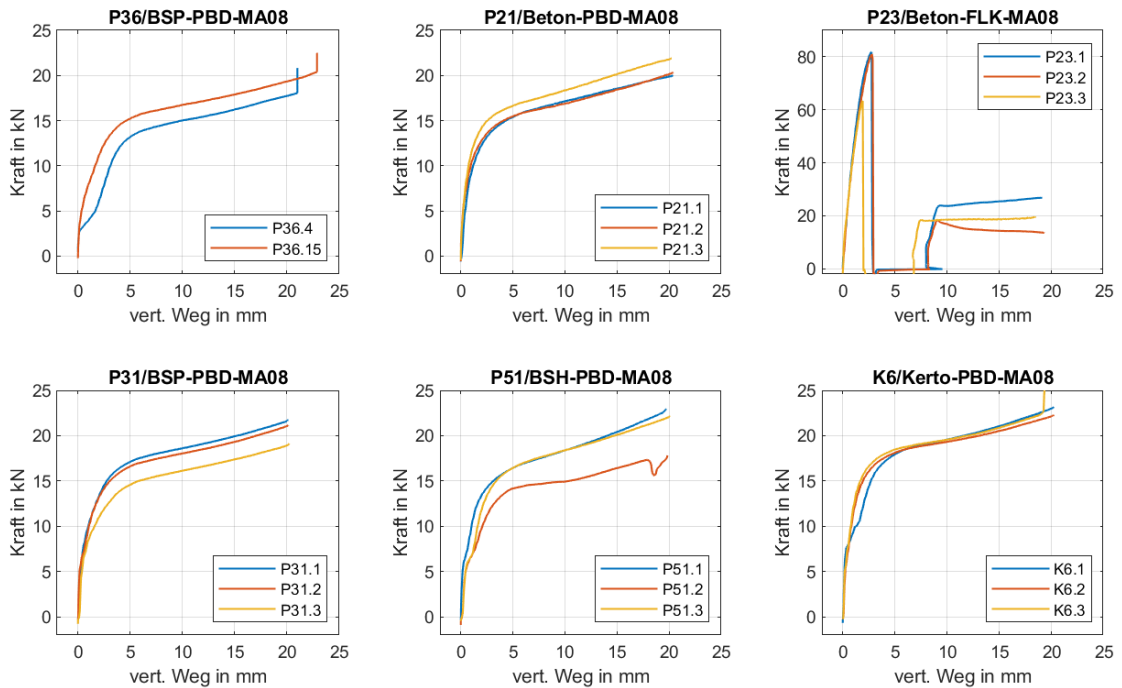 P36/BSP-PBD-MA08
25
20
15
10
5
0
Kraft in kN
P36.4
P36.15
0 5 10 15 20 25
vert. Weg in mm
P21/Beton-PBD-MA08
25
20
15
10
5
0
Kraft in kN
P21.1
P21.2
P21.3
0 5 10 15 20 25
vert. Weg in mm
P23/Beton-FLK-MA08
80
60
40
20
0
Kraft in kN
P23.1
P23.2
P23.3
0 5 10 15 20 25
vert. Weg in mm
P31/BSP-PBD-MA08
25
20
15
10
5
0
Kraft in kN
P31.1
P31.2
P31.3
0 5 10 15 20 25
vert. Weg in mm
P51/BSH-PBD-MA08
25
20
15
10
5
0
Kraft in kN
P51.1
P51.2
P51.3
0 5 10 15 20 25
vert. Weg in mm
K6/Kerto-PBD-MA08
25
20
15
10
5
0
Kraft in kN
K6.1
K6.2
K6.3
0 5 10 15 20 25
vert. Weg in mm